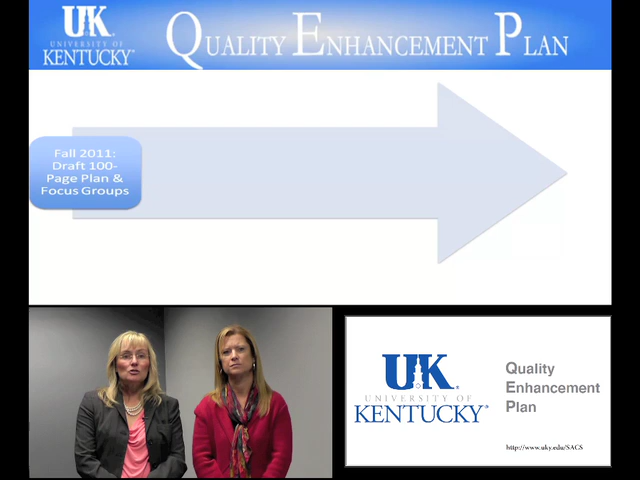 UK
UNIVERSITY OF
KENTUCKY
QUALITY ENHANCEMENT PLAN
Fall 2011:
Draft 100-
Page Plan &
Focus Groups
UK
UNIVERSITY OF
KENTUCKY®
Quality
Enhancement
Plan
http://www.uky.edu/SACS